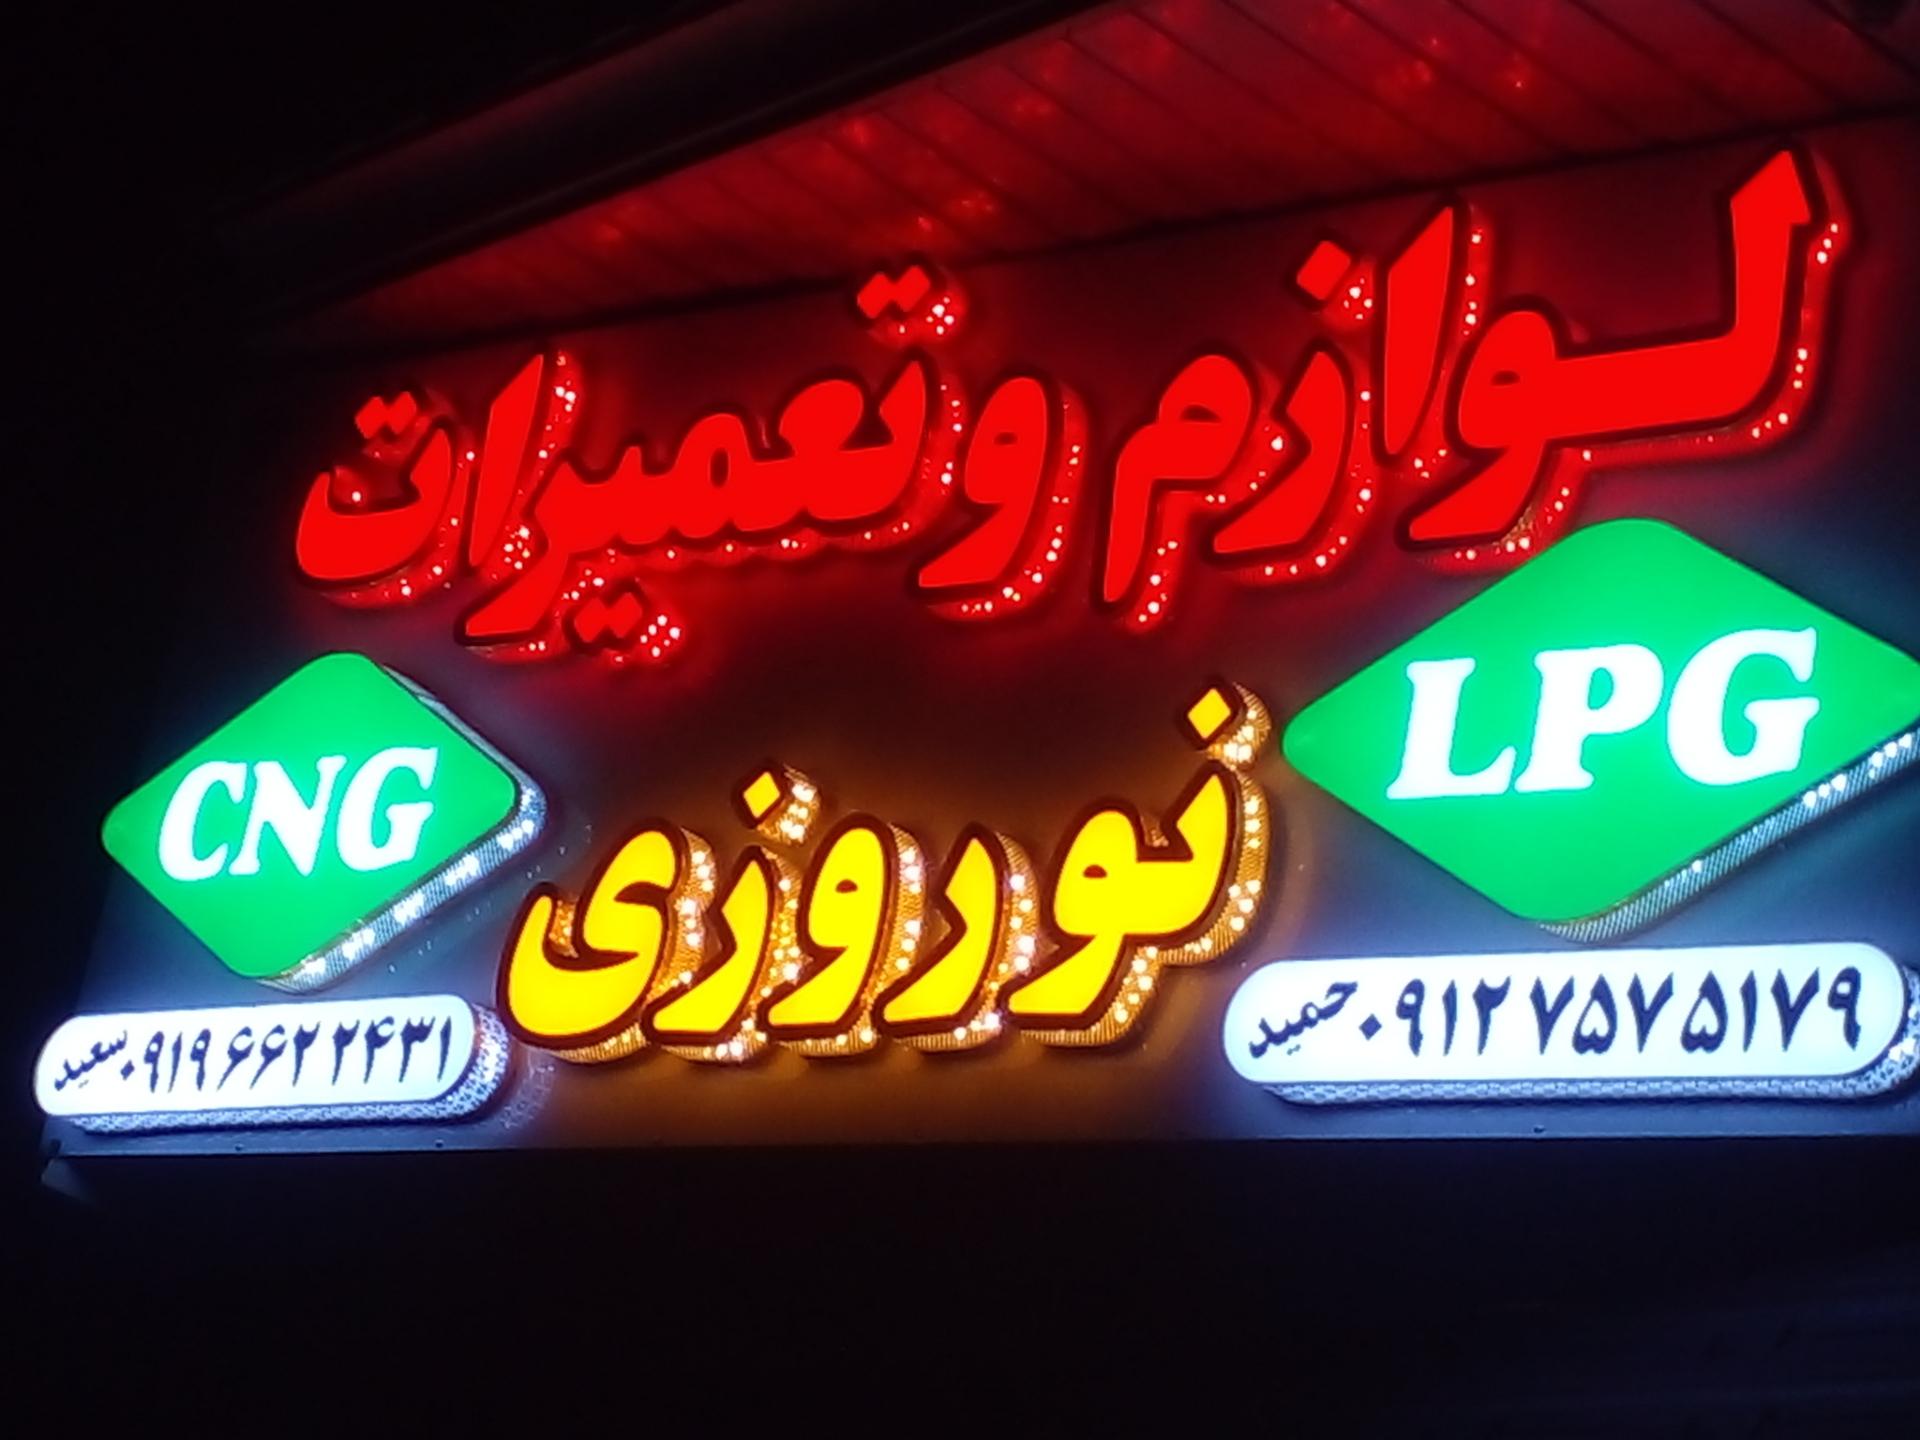 لوازم و تعمیرات
LPG
نوروزی
CNG
حمید ۰۹۱۲۷۵۷۵۱۷۹
سعید ۰۹۱۹۶۶۲۲۴۳۱